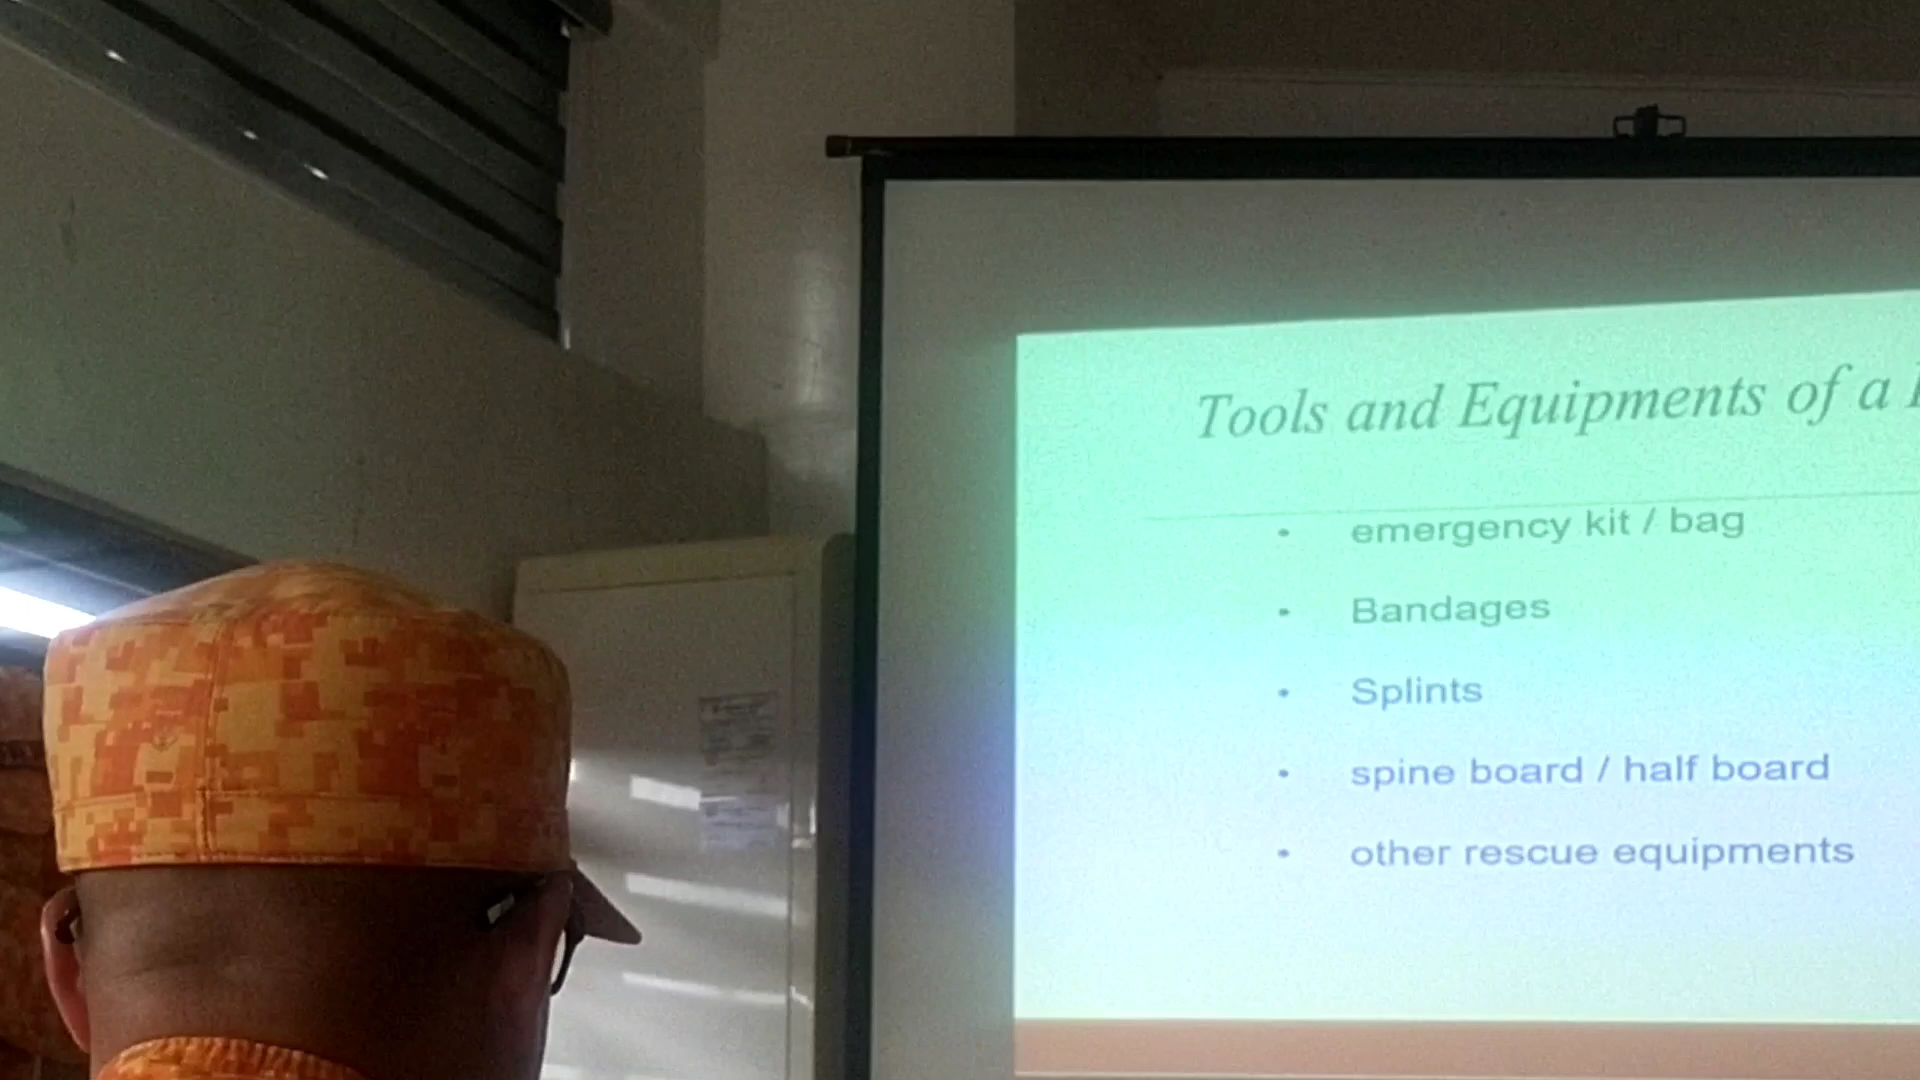 Tools and Equipments of a
• emergency kit / bag
• Bandages
• Splints
• spine board / half board
• other rescue equipments